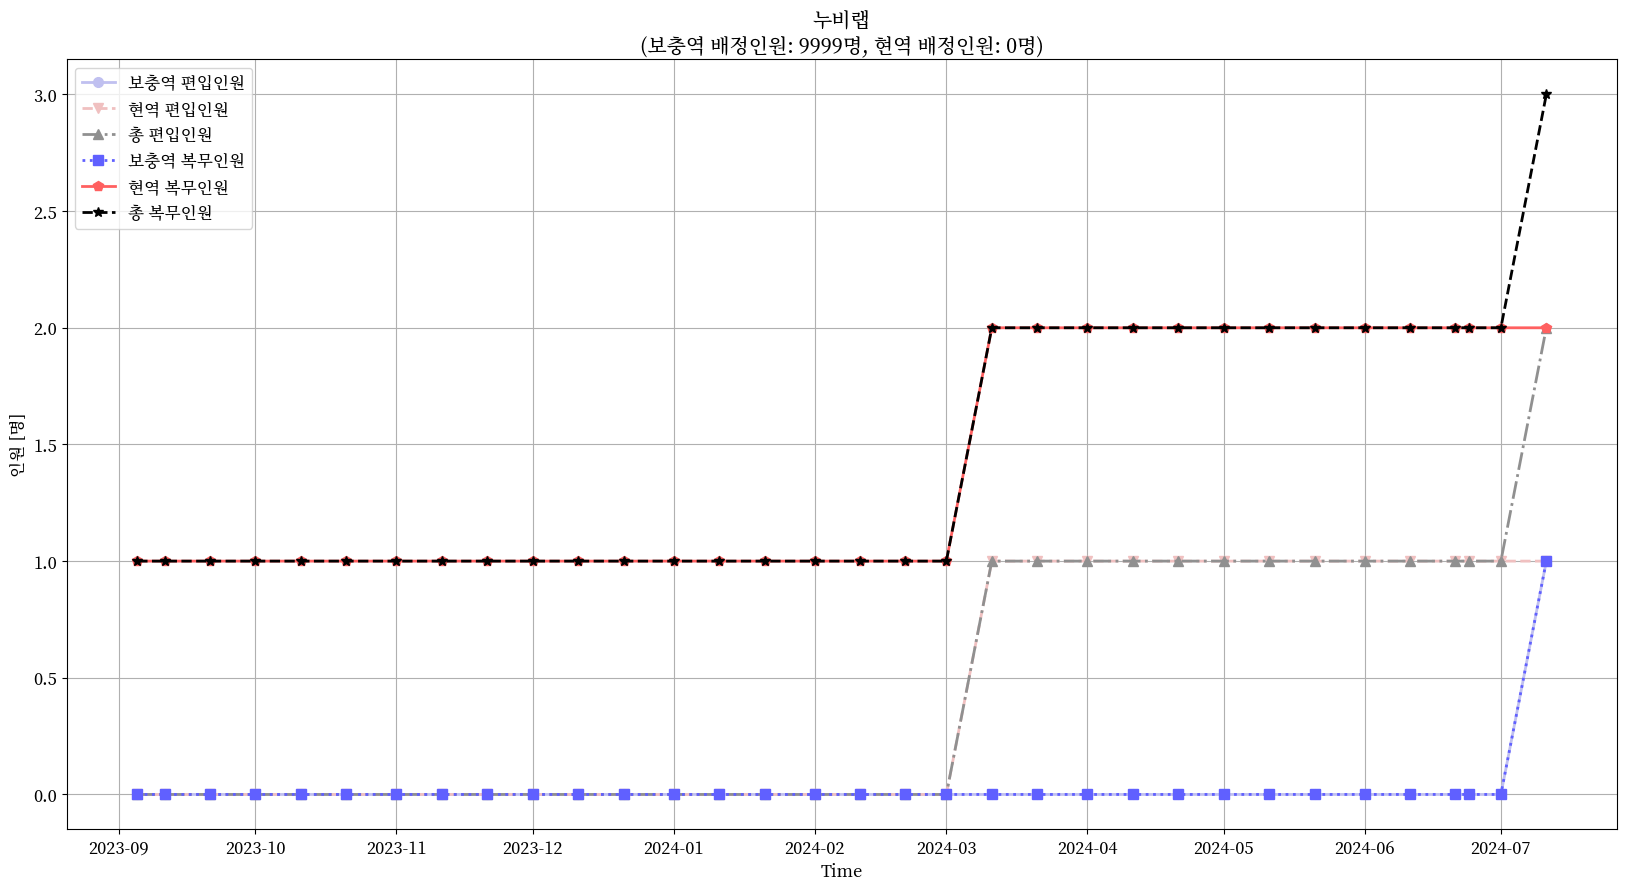 누비랩
(보충역 배정인원: 9999명, 현역 배정인원: 0명)
보충역 편입인원
현역 편입인원
총 편입인원
보충역 복무인원
현역 복무인원
총 복무인원
인원 [명]
3.0
2.5
2.0
1.5
1.0
0.5
0.0
2023-09
2023-10
2023-11
2023-12
2024-01
2024-02
2024-03
2024-04
2024-05
2024-06
2024-07
Time